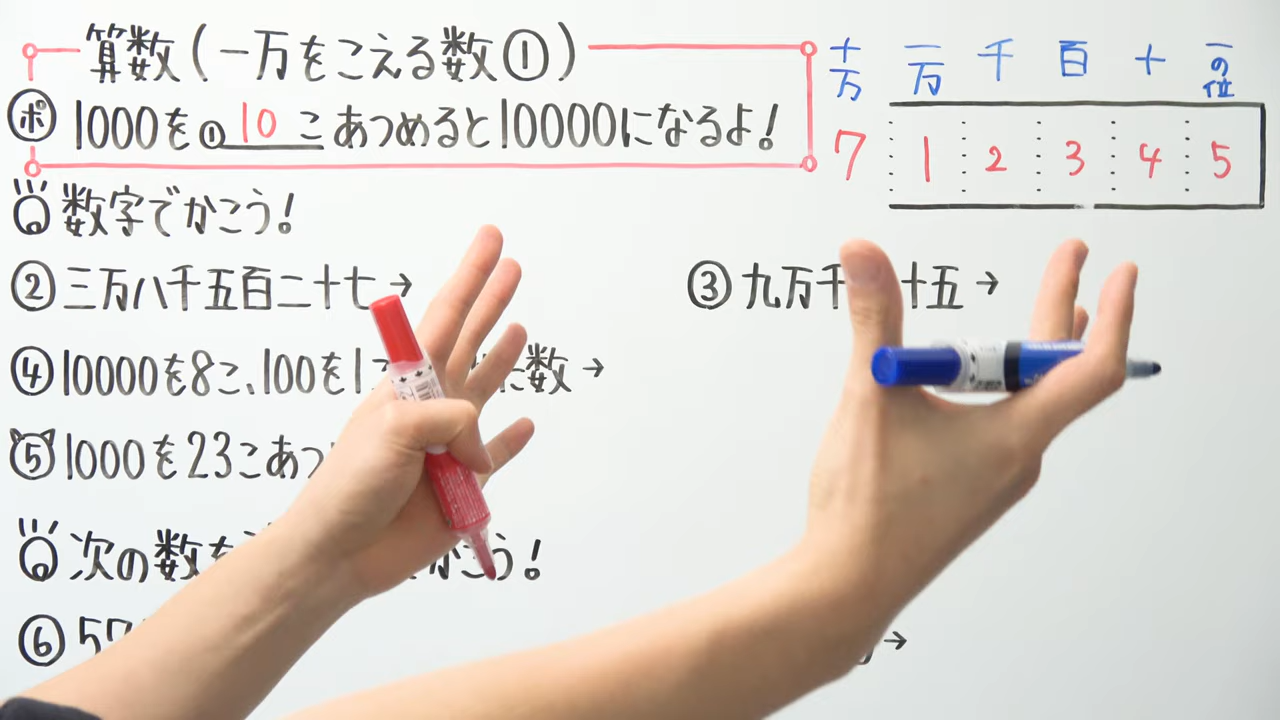 算数(一万をこえる数①)
ポ 1000を①10こあつめると10000になるよ!
十万 一万 千 百 十 一の位
7 1 2 3 4 5
数字でかこう!
② 三万八千五百二十七→
③ 九万千 十五→
④ 10000を8こ、100を1 数→
⑤ 1000を23こあつ
次の数を かこう!
⑥ 57
→